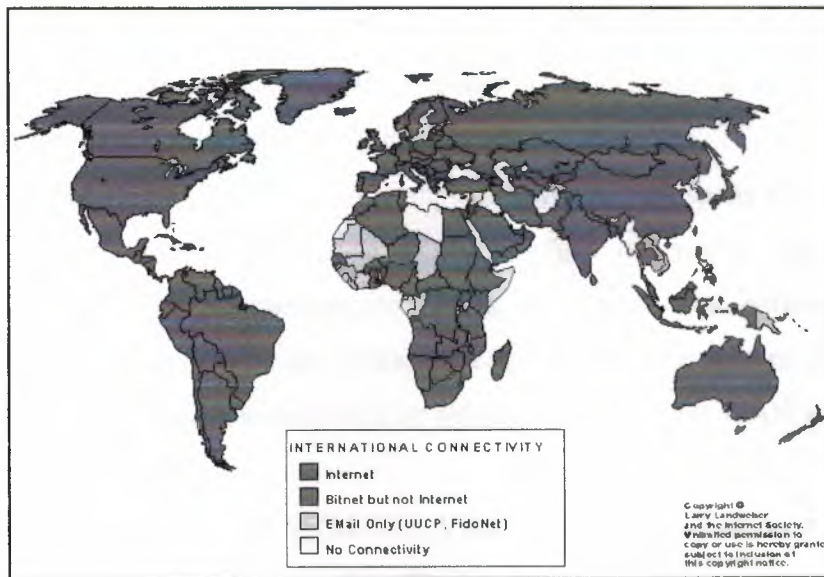 INTERNATIONAL CONNECTIVITY
Internet
Bitnet but not Internet
EMail Only (UUCP, FidoNet)
No Connectivity
Copyright ©
Larry Landweber
and the Internet Society.
Unlimited permission to
copy or use is hereby grante
subject to inclusion of
this copyright notice.